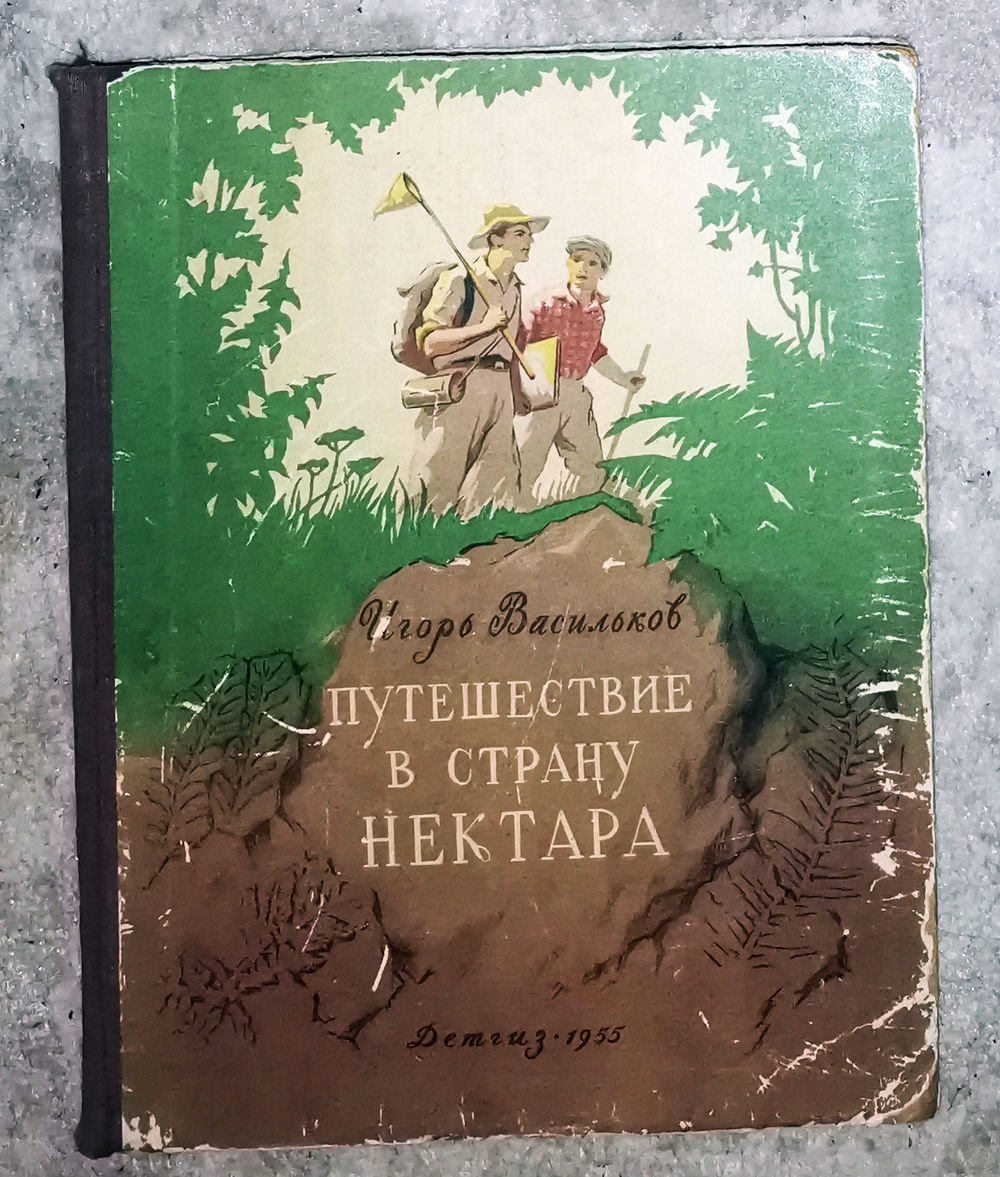 Игорь Васильков
ПУТЕШЕСТВИЕ
В СТРАНУ
НЕКТАРА
Детгиз · 1955